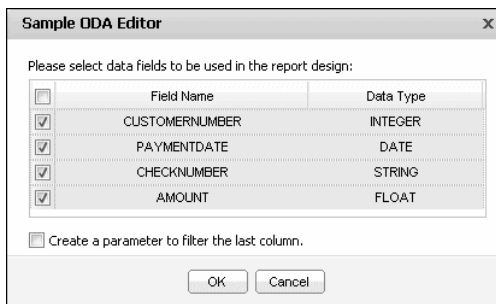 Sample ODA Editor X
Please select data fields to be used in the report design:
Field Name Data Type
CUSTOMERNUMBER INTEGER
PAYMENTDATE DATE
CHECKNUMBER STRING
AMOUNT FLOAT
Create a parameter to filter the last column.
OK Cancel